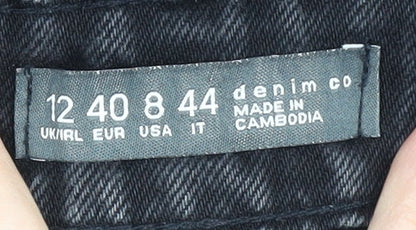 12 40 8 44 denim co
UK/IRL EUR USA IT MADE IN
CAMBODIA